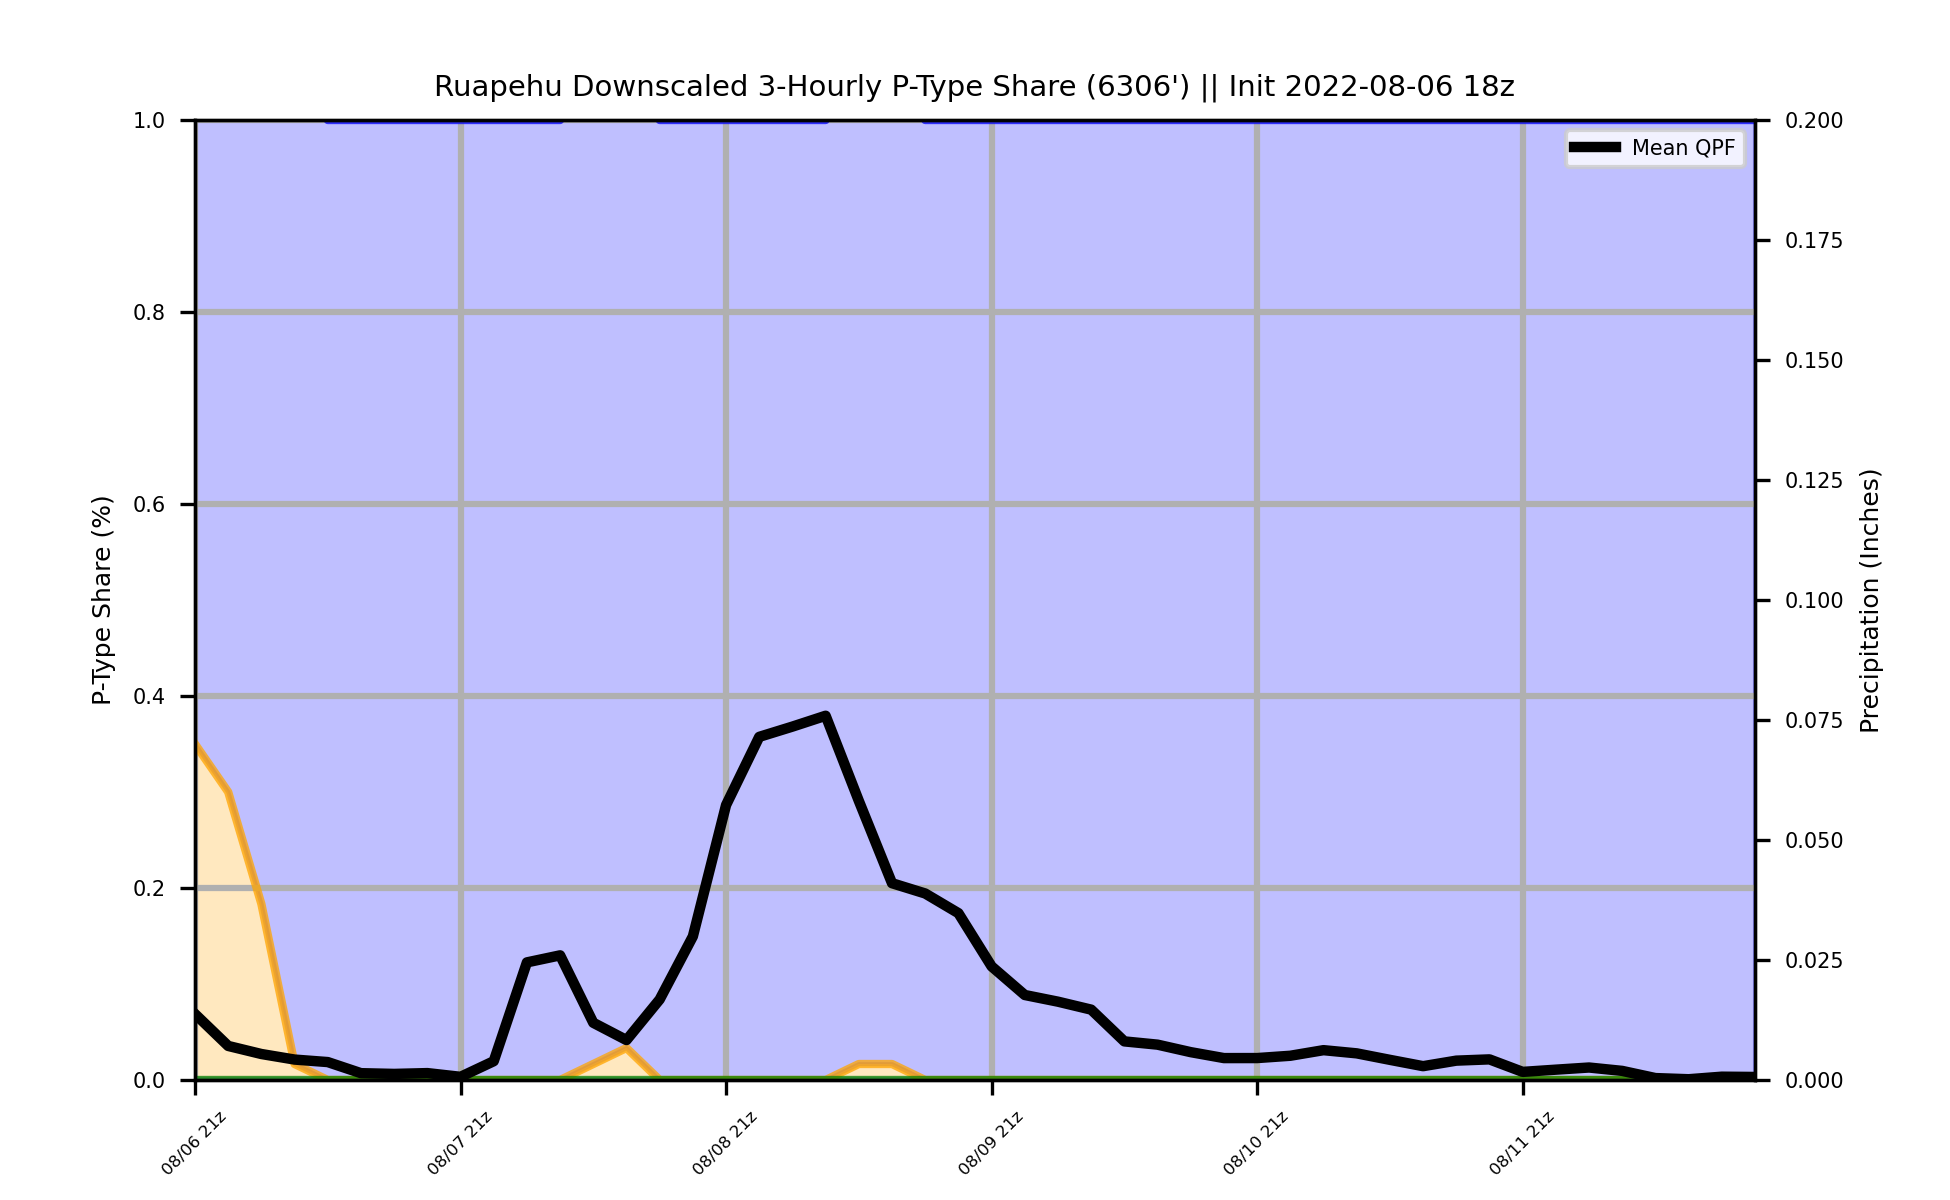 Ruapehu Downscaled 3-Hourly P-Type Share (6306') || Init 2022-08-06 18z
Mean QPF
P-Type Share (%)
1.0
0.8
0.6
0.4
0.2
0.0
0.200
0.175
0.150
0.125
0.100
0.075
0.050
0.025
0.000
Precipitation (Inches)
08/06 21z
08/07 21z
08/08 21z
08/09 21z
08/10 21z
08/11 21z